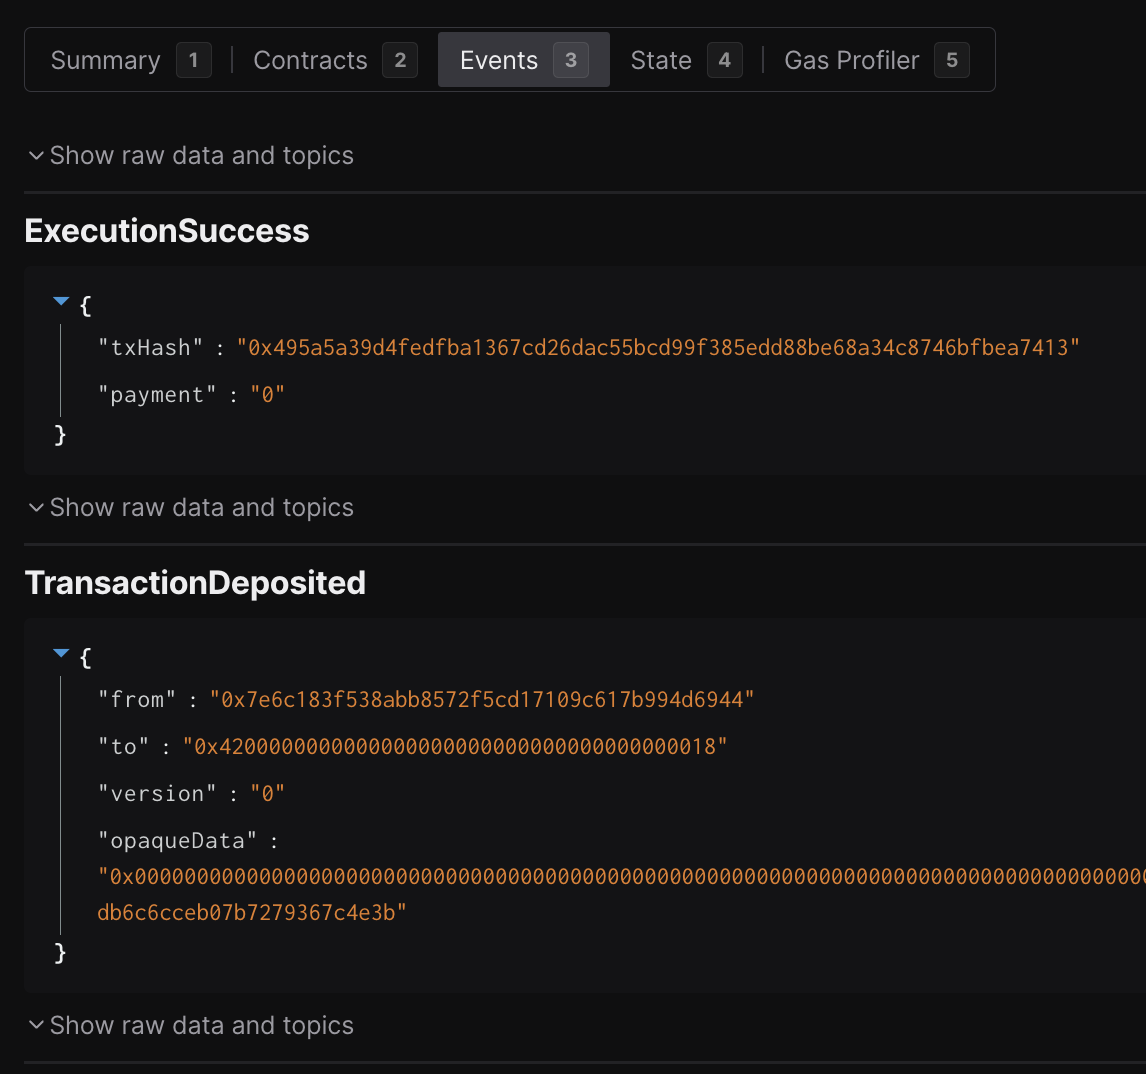 Summary 1 Contracts 2 Events 3 State 4 Gas Profiler 5
Show raw data and topics
ExecutionSuccess
{
"txHash" : "0x495a5a39d4fedfba1367cd26dac55bcd99f385edd88be68a34c8746bfbea7413"
"payment" : "0"
}
Show raw data and topics
TransactionDeposited
{
"from" : "0x7e6c183f538abb8572f5cd17109c617b994d6944"
"to" : "0x4200000000000000000000000000000000000018"
"version" : "0"
"opaqueData" :
"0x00000000000000000000000000000000000000000000000000000000000000000000000000000000
db6c6cceb07b7279367c4e3b"
}
Show raw data and topics